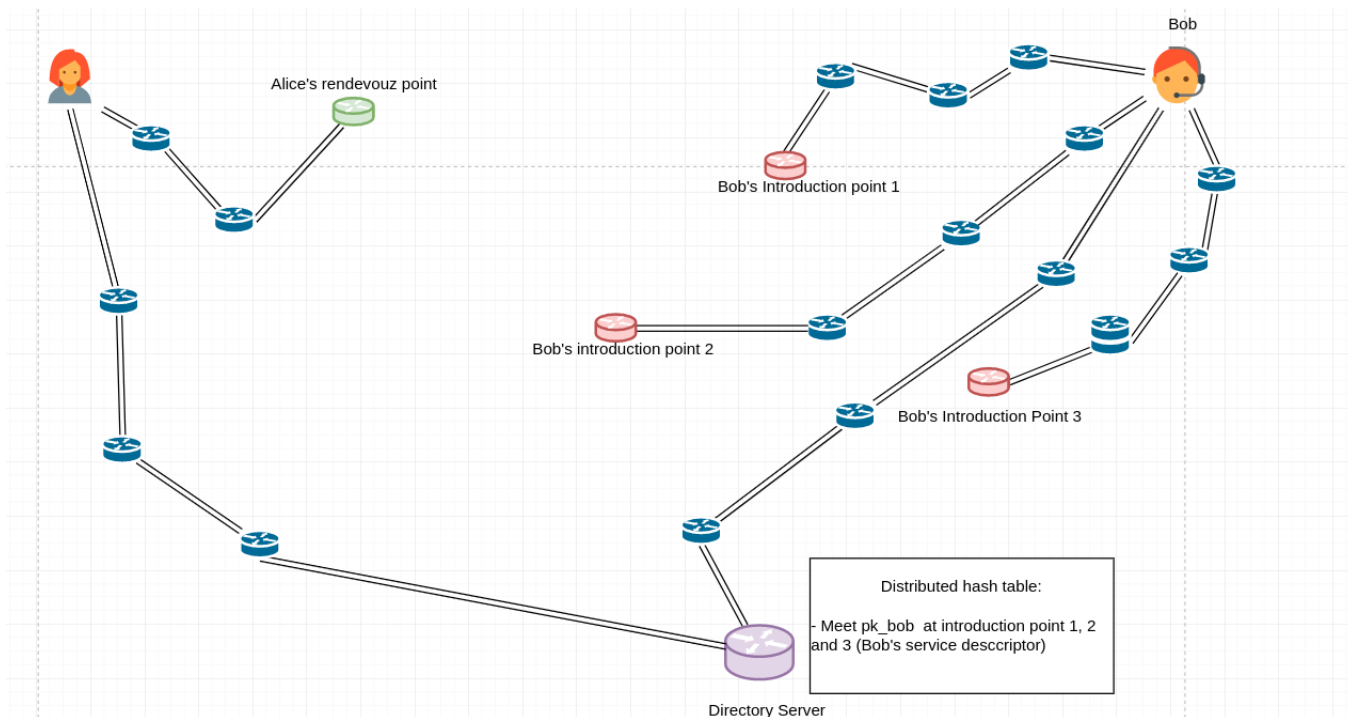 Bob
Alice's rendevouz point
Bob's Introduction point 1
Bob's introduction point 2
Bob's Introduction Point 3
Distributed hash table:
- Meet pk_bob at introduction point 1, 2
and 3 (Bob's service desccriptor)
Directory Server